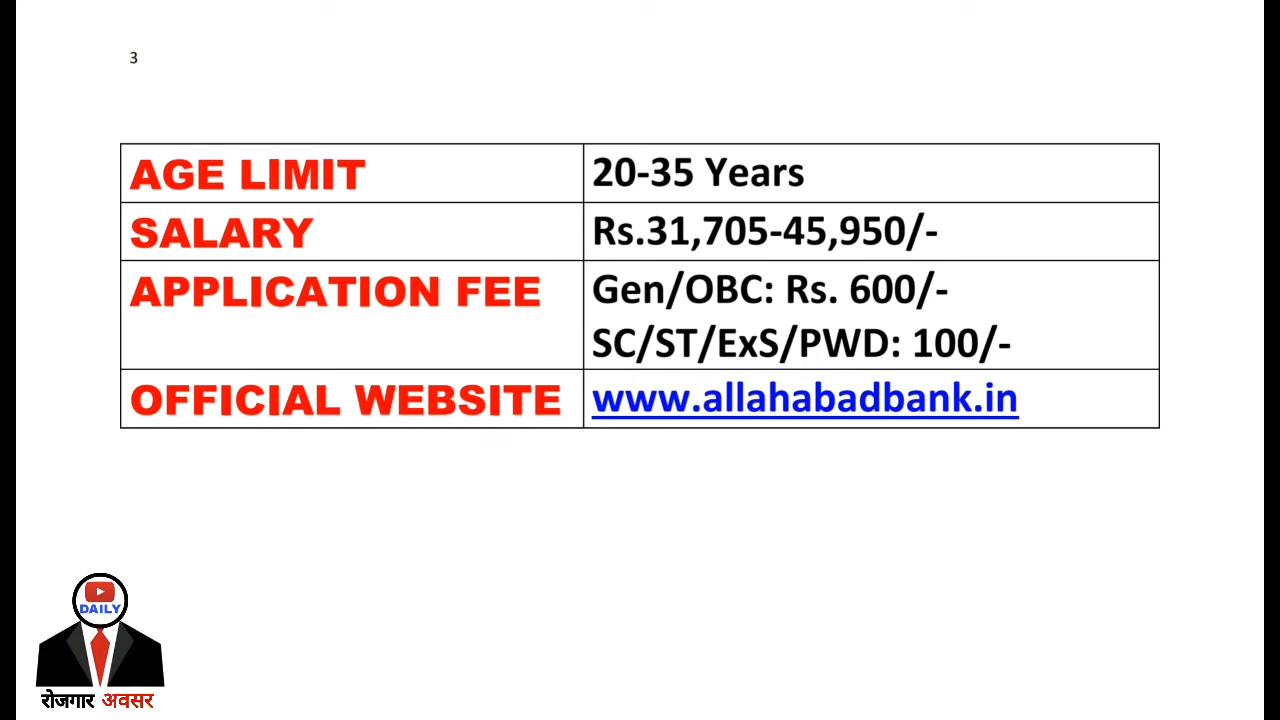 3
AGE LIMIT 20-35 Years
SALARY Rs.31,705-45,950/-
APPLICATION FEE Gen/OBC: Rs. 600/-
SC/ST/ExS/PWD: 100/-
OFFICIAL WEBSITE www.allahabadbank.in
DAILY
रोजगार अवसर